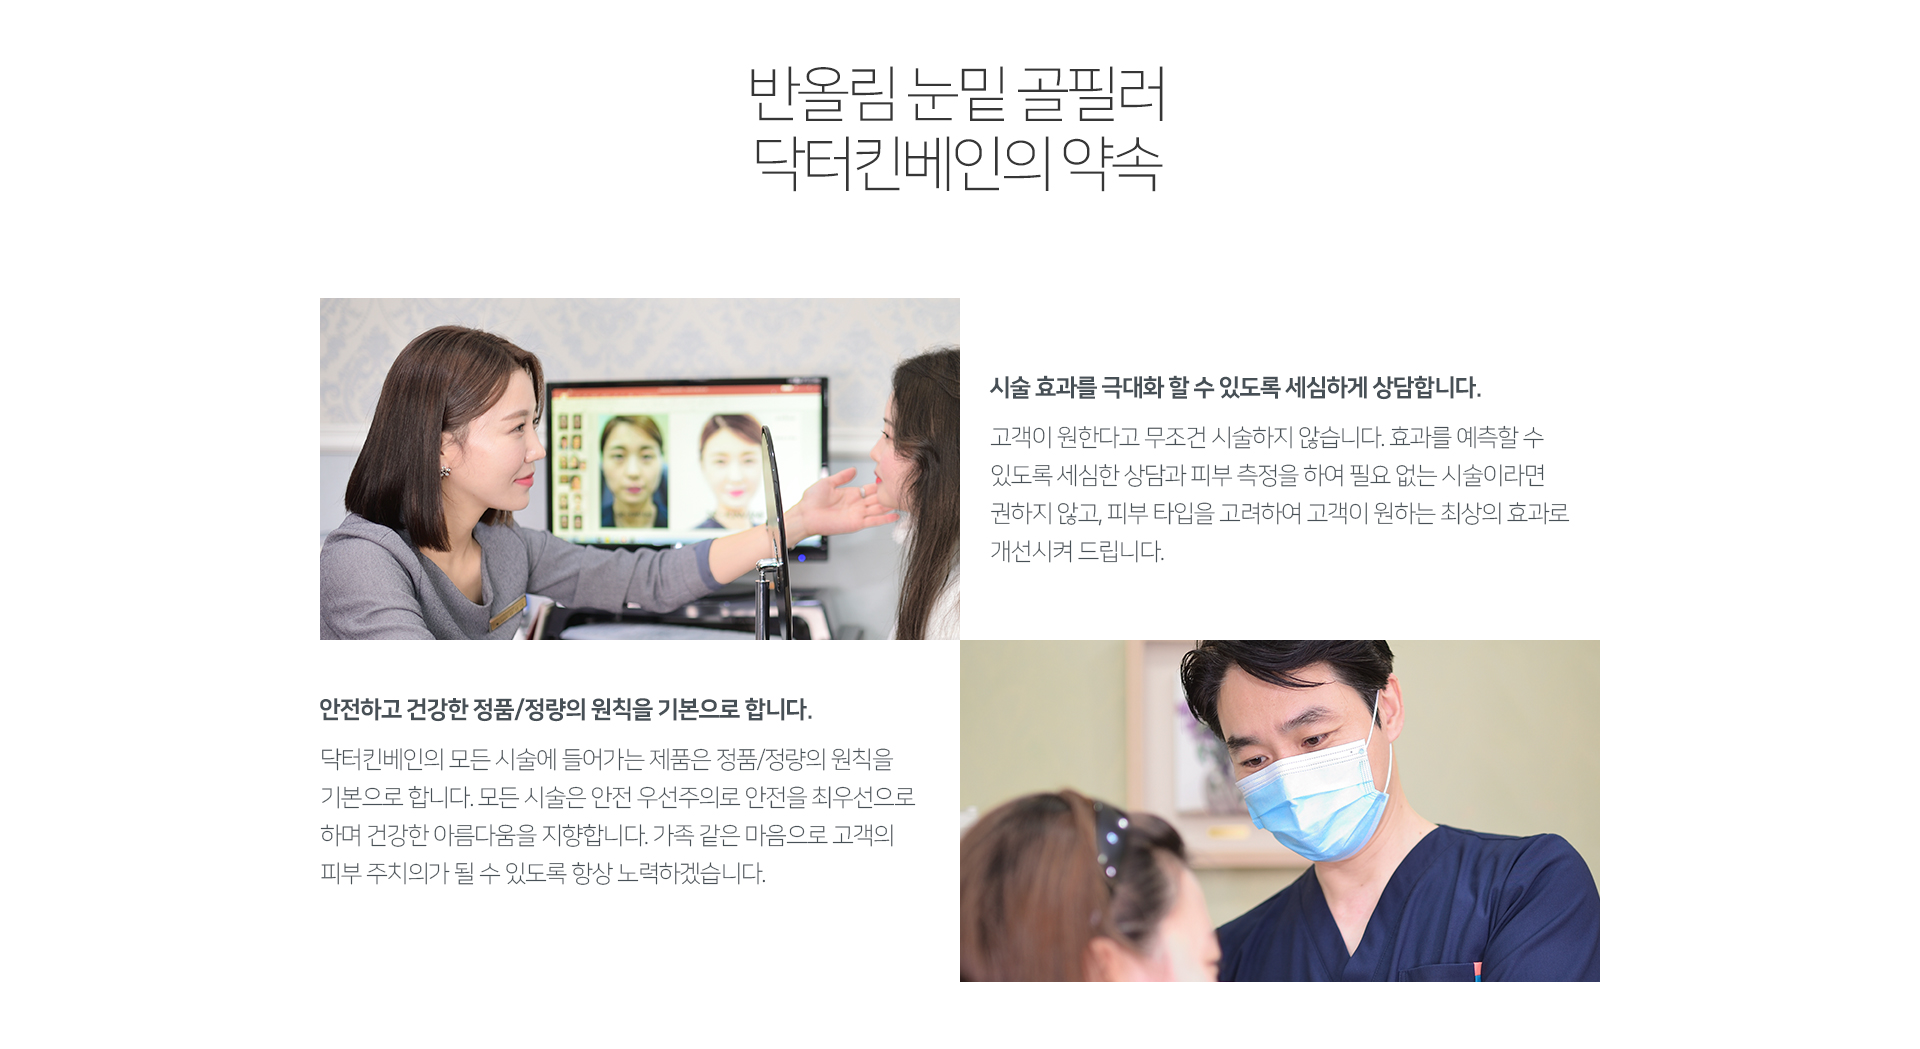 반올림 눈밑 골필러
닥터킨베인의 약속
시술 효과를 극대화 할 수 있도록 세심하게 상담합니다.
고객이 원한다고 무조건 시술하지 않습니다. 효과를 예측할 수
있도록 세심한 상담과 피부 측정을 하여 필요 없는 시술이라면
권하지 않고, 피부 타입을 고려하여 고객이 원하는 최상의 효과로
개선시켜 드립니다.
안전하고 건강한 정품/정량의 원칙을 기본으로 합니다.
닥터킨베인의 모든 시술에 들어가는 제품은 정품/정량의 원칙을
기본으로 합니다. 모든 시술은 안전 우선주의로 안전을 최우선으로
하며 건강한 아름다움을 지향합니다. 가족 같은 마음으로 고객의
피부 주치의가 될 수 있도록 항상 노력하겠습니다.